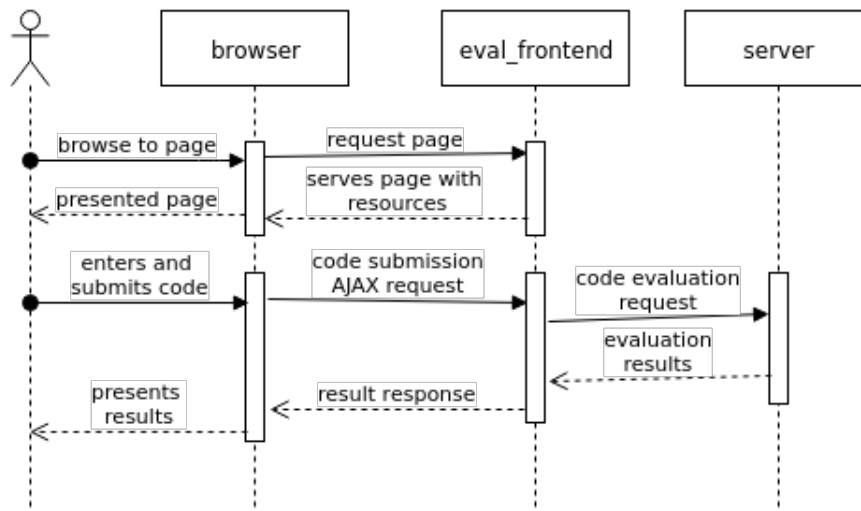 browser
eval_frontend
server
browse to page
request page
serves page with
resources
presented page
enters and
submits code
code submission
AJAX request
code evaluation
request
evaluation
results
presents
results
result response